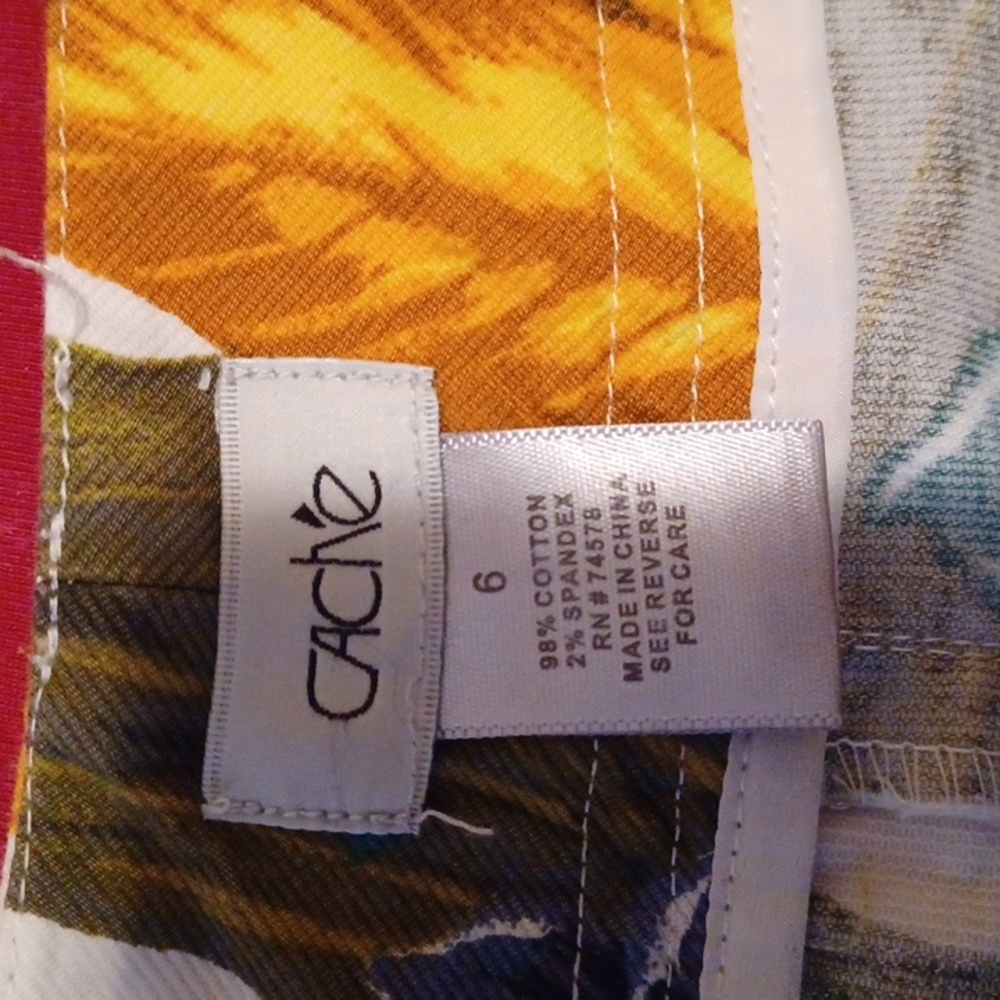 CACHé
6
98% COTTON
2% SPANDEX
RN # 74578
MADE IN CHINA
SEE REVERSE
FOR CARE